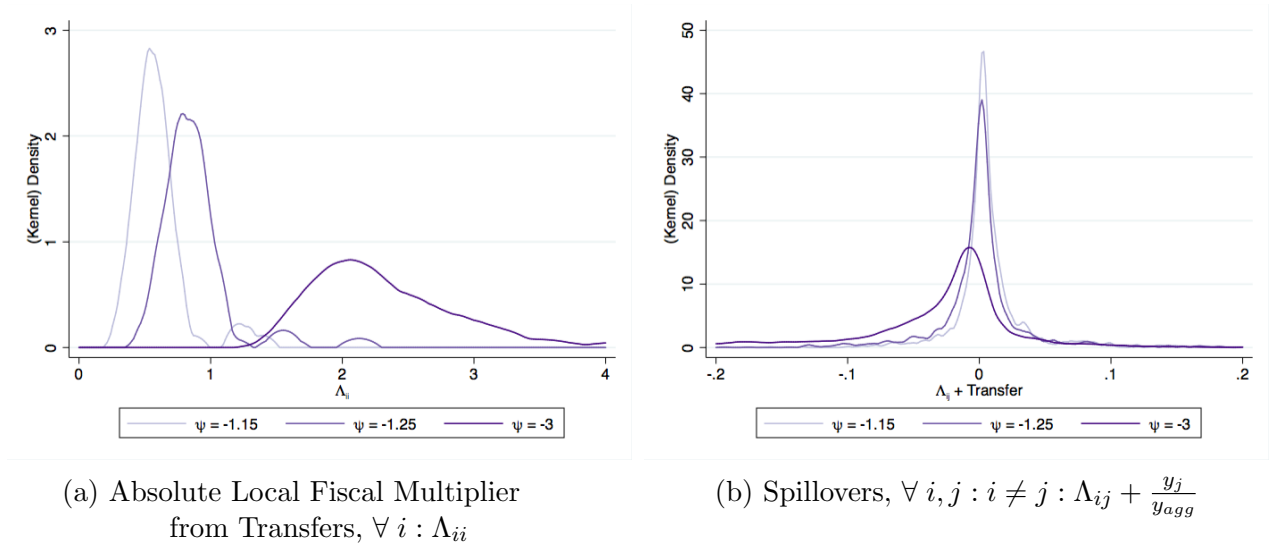 (Kernel) Density
3
2
1
0
0 1 2 3 4
Λᵢᵢ
ψ = -1.15 ψ = -1.25 ψ = -3
(a) Absolute Local Fiscal Multiplier
from Transfers, ∀ i : Λᵢᵢ
(Kernel) Density
50
40
30
20
10
0
-.2 -.1 0 .1 .2
Λᵢⱼ + Transfer
ψ = -1.15 ψ = -1.25 ψ = -3
(b) Spillovers, ∀ i, j : i ≠ j : Λᵢⱼ + y_j / y_agg